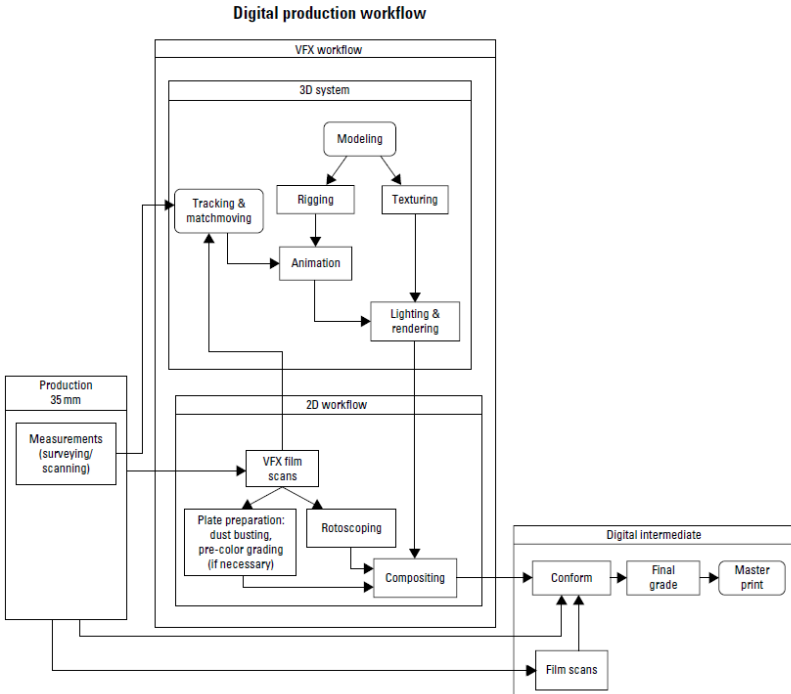 Digital production workflow
VFX workflow
3D system
Modeling
Tracking &
matchmoving
Rigging
Texturing
Animation
Lighting &
rendering
Production
35 mm
Measurements
(surveying/
scanning)
2D workflow
VFX film
scans
Plate preparation:
dust busting,
pre-color grading
(if necessary)
Rotoscoping
Compositing
Digital intermediate
Conform
Final
grade
Master
print
Film scans